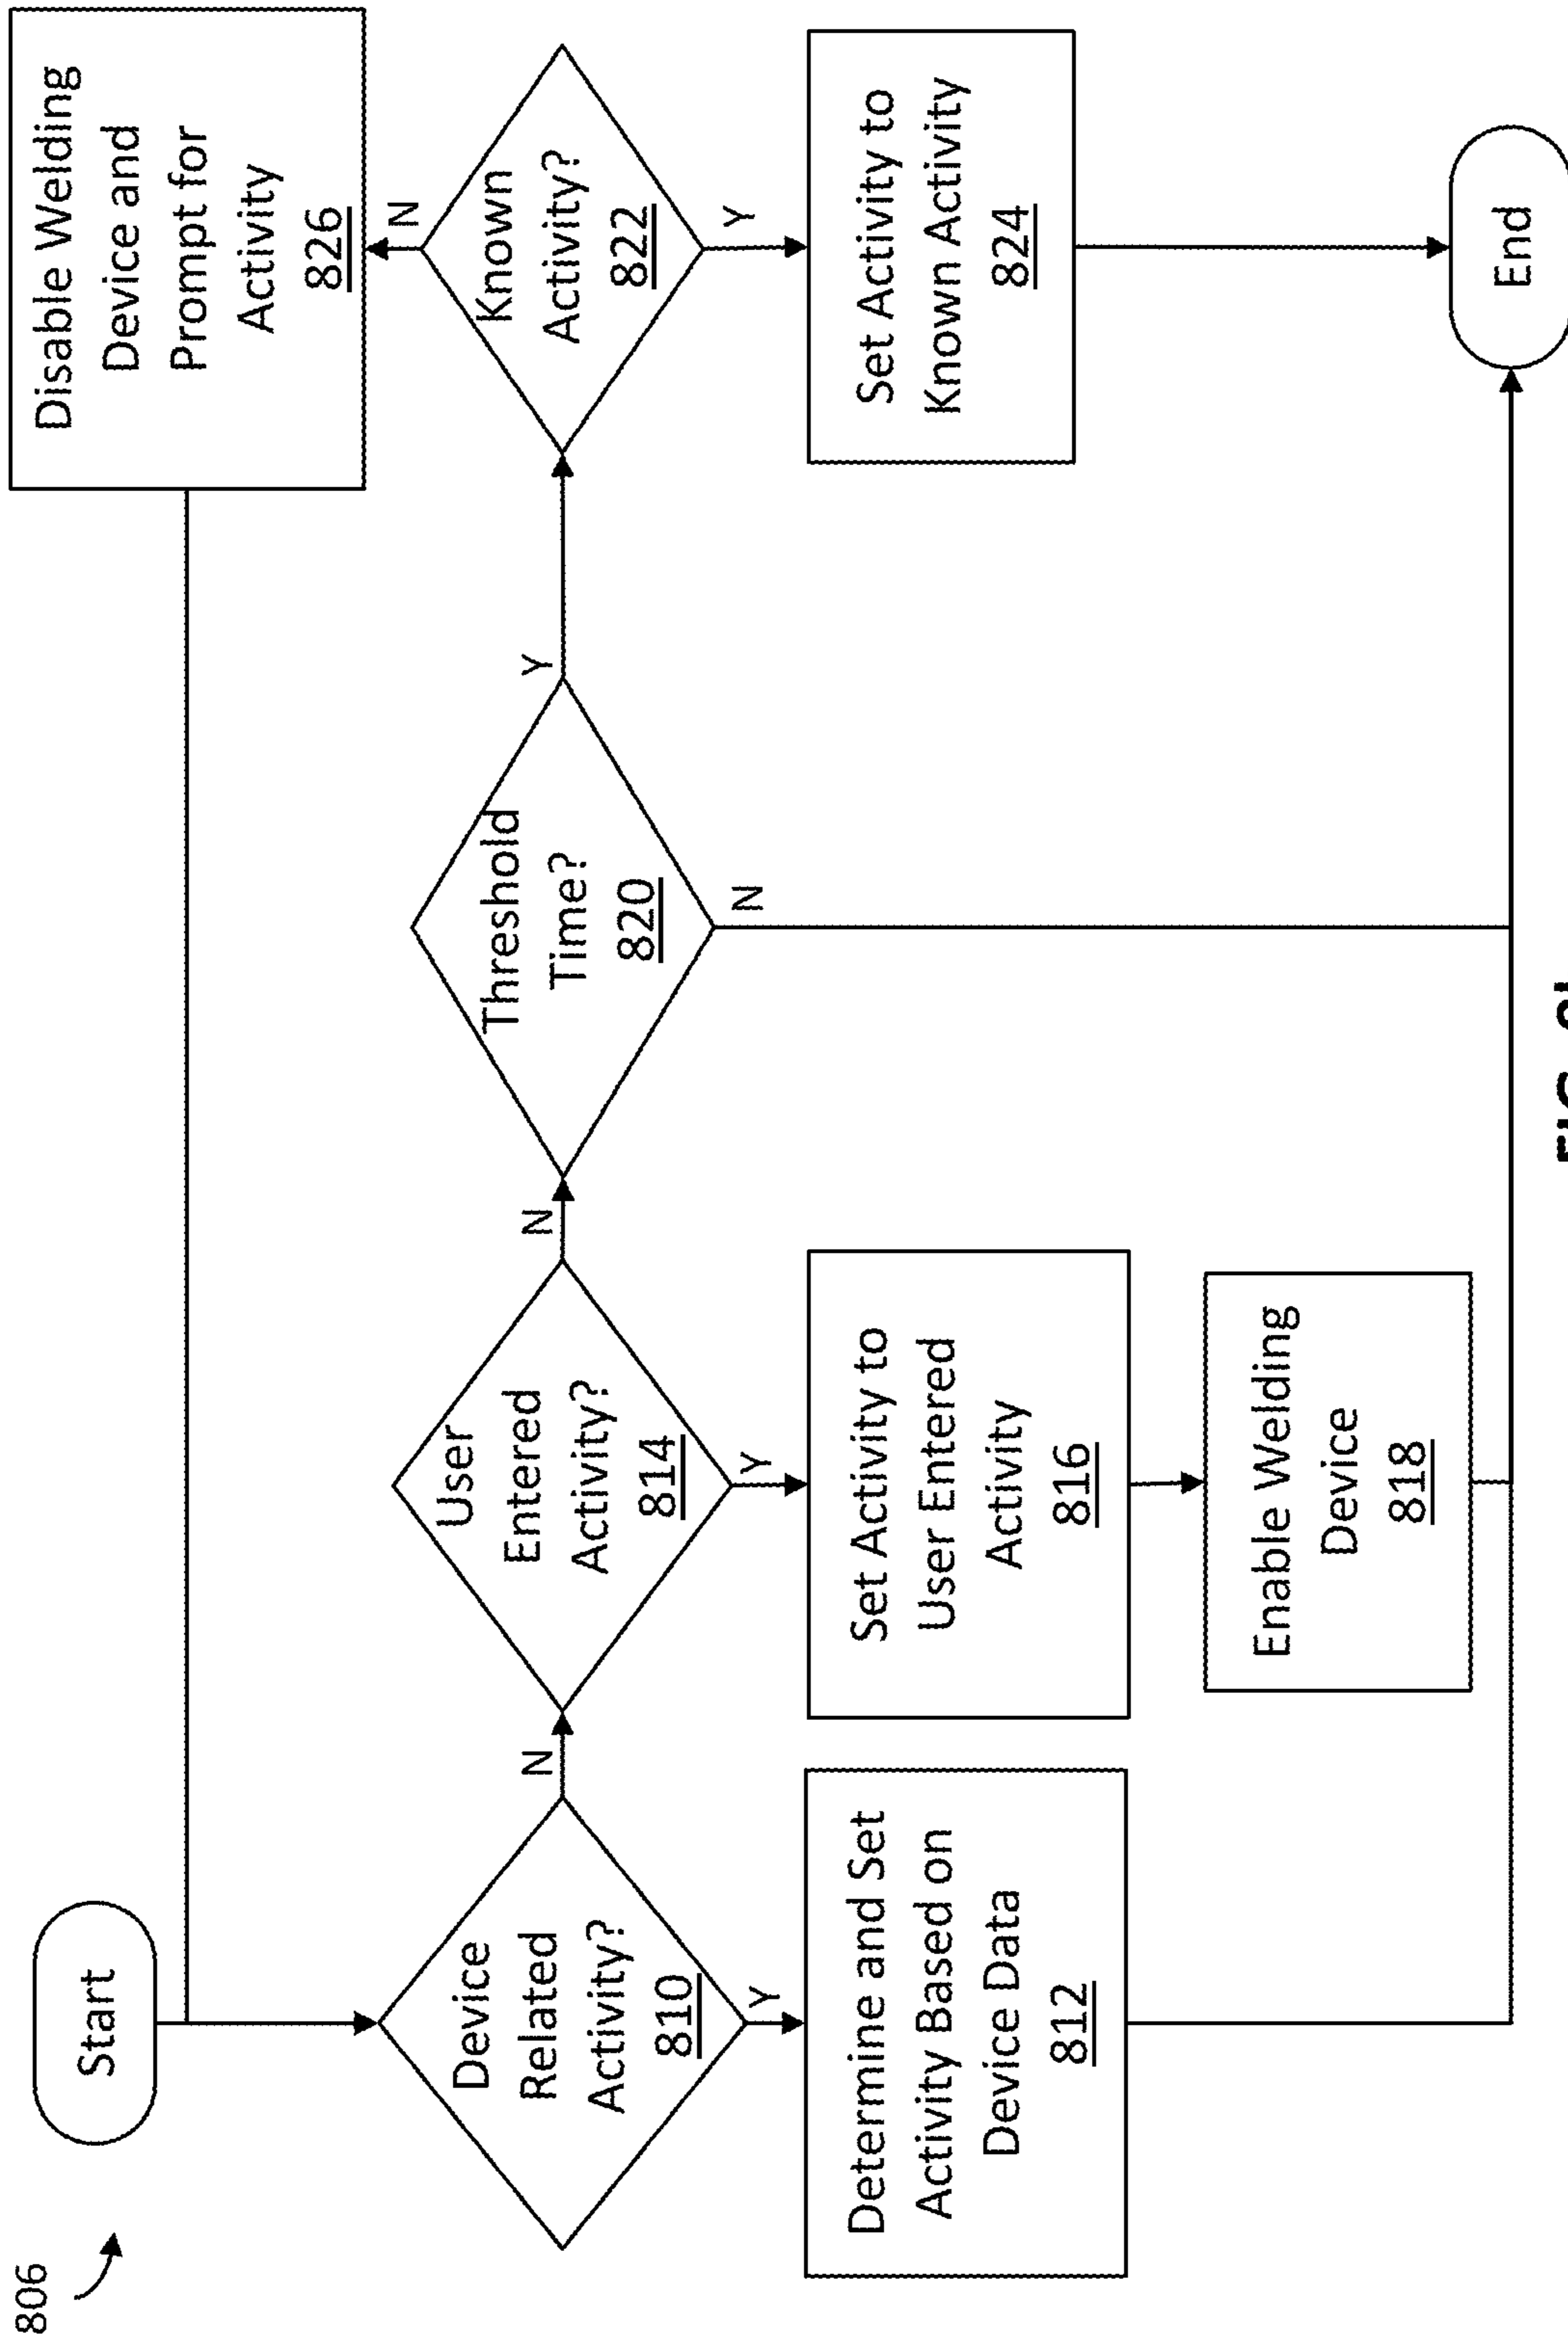 806
Start
Device
Related
Activity?
810
Y
N
Determine and Set
Activity Based on
Device Data
812
User
Entered
Activity?
814
Y
N
Set Activity to
User Entered
Activity
816
Enable Welding
Device
818
Threshold
Time?
820
Y
N
Known
Activity?
822
N
Y
Disable Welding
Device and
Prompt for
Activity
826
Set Activity to
Known Activity
824
End